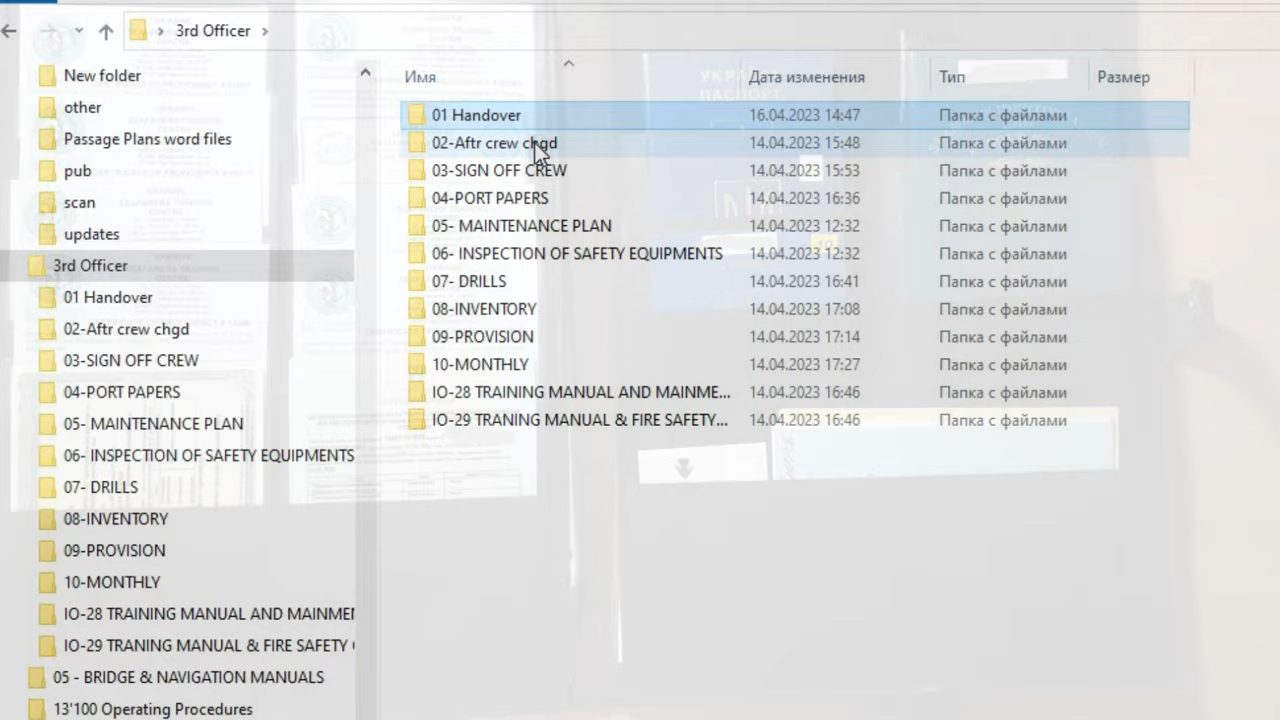 3rd Officer
New folder
other
Passage Plans word files
pub
scan
updates
3rd Officer
01 Handover
02-Aftr crew chgd
03-SIGN OFF CREW
04-PORT PAPERS
05- MAINTENANCE PLAN
06- INSPECTION OF SAFETY EQUIPMENTS
07- DRILLS
08-INVENTORY
09-PROVISION
10-MONTHLY
IO-28 TRAINING MANUAL AND MAINMEN
IO-29 TRANING MANUAL & FIRE SAFETY
05 - BRIDGE & NAVIGATION MANUALS
13'100 Operating Procedures
Имя Дата изменения Тип Размер
01 Handover 16.04.2023 14:47 Папка с файлами
02-Aftr crew chgd 14.04.2023 15:48 Папка с файлами
03-SIGN OFF CREW 14.04.2023 15:53 Папка с файлами
04-PORT PAPERS 14.04.2023 16:36 Папка с файлами
05- MAINTENANCE PLAN 14.04.2023 12:32 Папка с файлами
06- INSPECTION OF SAFETY EQUIPMENTS 14.04.2023 12:32 Папка с файлами
07- DRILLS 14.04.2023 16:41 Папка с файлами
08-INVENTORY 14.04.2023 17:08 Папка с файлами
09-PROVISION 14.04.2023 17:14 Папка с файлами
10-MONTHLY 14.04.2023 17:27 Папка с файлами
IO-28 TRAINING MANUAL AND MAINME... 14.04.2023 16:46 Папка с файлами
IO-29 TRANING MANUAL & FIRE SAFETY... 14.04.2023 16:46 Папка с файлами
ПАСПОРТ